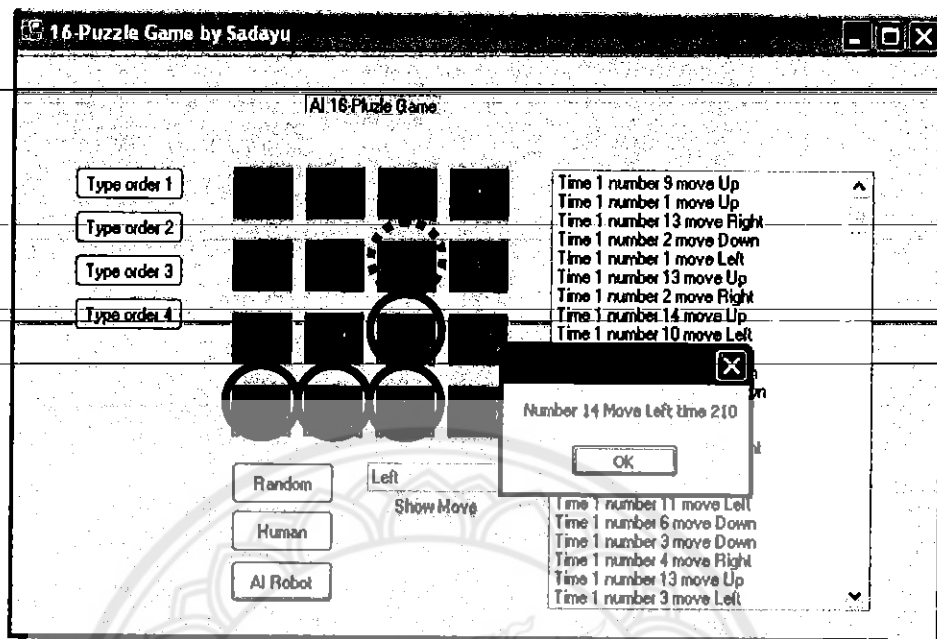 16-Puzzle Game by Sadayu
AI 16-Pluzle Game
Type order 1
Type order 2
Type order 3
Type order 4
Time 1 number 9 move Up
Time 1 number 1 move Up
Time 1 number 13 move Right
Time 1 number 2 move Down
Time 1 number 1 move Left
Time 1 number 13 move Up
Time 1 number 2 move Right
Time 1 number 14 move Up
Time 1 number 10 move Left
Number 14 Move Left time 210
OK
Random
Human
AI Robot
Left
Show Move
Time 1 number 11 move Left
Time 1 number 6 move Down
Time 1 number 3 move Down
Time 1 number 4 move Right
Time 1 number 13 move Up
Time 1 number 3 move Left